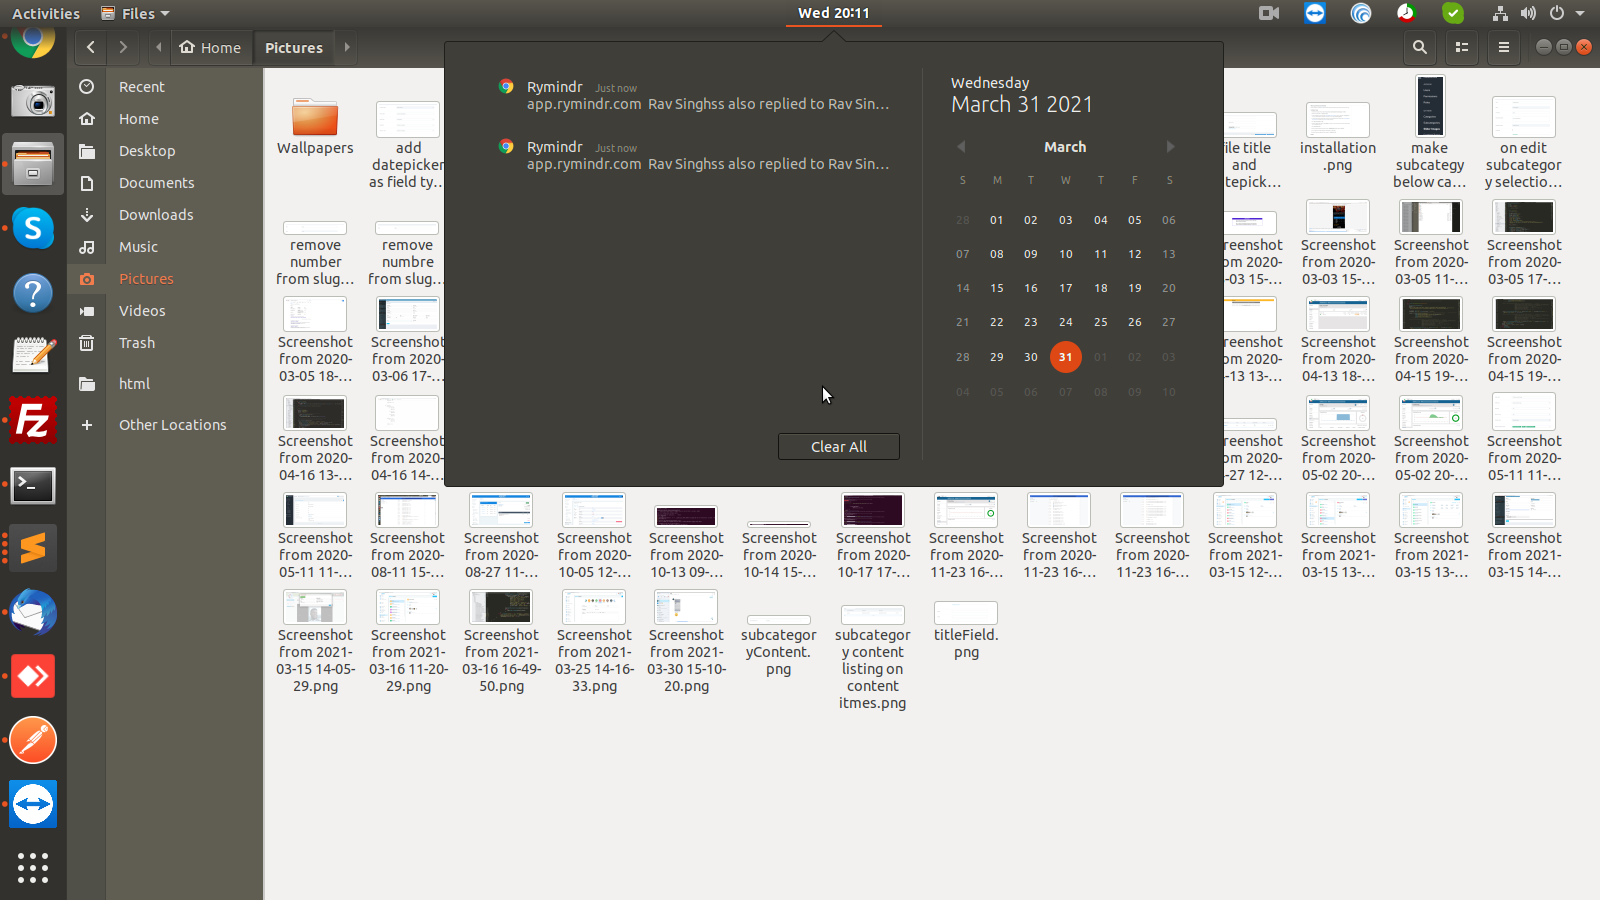 Activities Files Wed 20:11
Home Pictures
Recent
Home
Desktop
Documents
Downloads
Music
Pictures
Videos
Trash
html
Other Locations
Rymindr Just now
app.rymindr.com Rav Singhss also replied to Rav Sin...
Rymindr Just now
app.rymindr.com Rav Singhss also replied to Rav Sin...
Clear All
Wednesday
March 31 2021
March
S M T W T F S
28 01 02 03 04 05 06
07 08 09 10 11 12 13
14 15 16 17 18 19 20
21 22 23 24 25 26 27
28 29 30 31 01 02 03
04 05 06 07 08 09 10
Wallpapers
add
datepicker
as field ty...
ile title
and
tepick...
installation
.png
make
subcategy
below ca...
on edit
subcategor
y selectio...
remove
number
from slug...
remove
numbre
from slug...
reenshot
m 2020-
-03 15-...
Screenshot
from 2020-
03-03 15-...
Screenshot
from 2020-
03-05 11-...
Screenshot
from 2020-
03-05 17-...
Screenshot
from 2020-
03-05 18-...
Screenshot
from 2020-
03-06 17-...
reenshot
m 2020-
-13 13-...
Screenshot
from 2020-
04-13 18-...
Screenshot
from 2020-
04-15 19-...
Screenshot
from 2020-
04-15 19-...
Screenshot
from 2020-
04-16 13-...
Screenshot
from 2020-
04-16 14-...
reenshot
m 2020-
-27 12-...
Screenshot
from 2020-
05-02 20-...
Screenshot
from 2020-
05-02 20-...
Screenshot
from 2020-
05-11 11-...
Screenshot
from 2020-
05-11 11-...
Screenshot
from 2020-
08-11 15-...
Screenshot
from 2020-
08-27 11-...
Screenshot
from 2020-
10-05 12-...
Screenshot
from 2020-
10-13 09-...
Screenshot
from 2020-
10-14 15-...
Screenshot
from 2020-
10-17 17-...
Screenshot
from 2020-
11-23 16-...
Screenshot
from 2020-
11-23 16-...
Screenshot
from 2020-
11-23 16-...
Screenshot
from 2021-
03-15 12-...
Screenshot
from 2021-
03-15 13-...
Screenshot
from 2021-
03-15 13-...
Screenshot
from 2021-
03-15 14-...
Screenshot
from 2021-
03-15 14-05-
29.png
Screenshot
from 2021-
03-16 11-20-
29.png
Screenshot
from 2021-
03-16 16-49-
50.png
Screenshot
from 2021-
03-25 14-16-
33.png
Screenshot
from 2021-
03-30 15-10-
20.png
subcategor
yContent.
png
subcategor
y content
listing on
content
itmes.png
titleField.
png